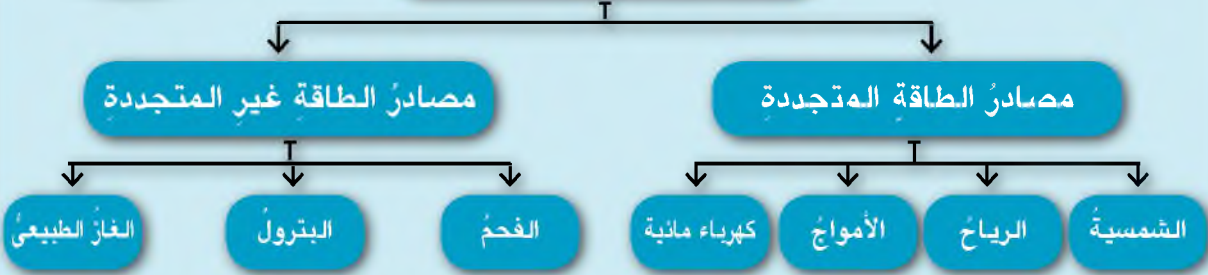 مصادرُ الطاقةِ المتجددةِ
مصادرُ الطاقةِ غيرِ المتجددةِ
الشمسيةُ
الرياحُ
الأمواجُ
كهرباء مائية
الفحمُ
البترولُ
الغازُ الطبيعيُّ